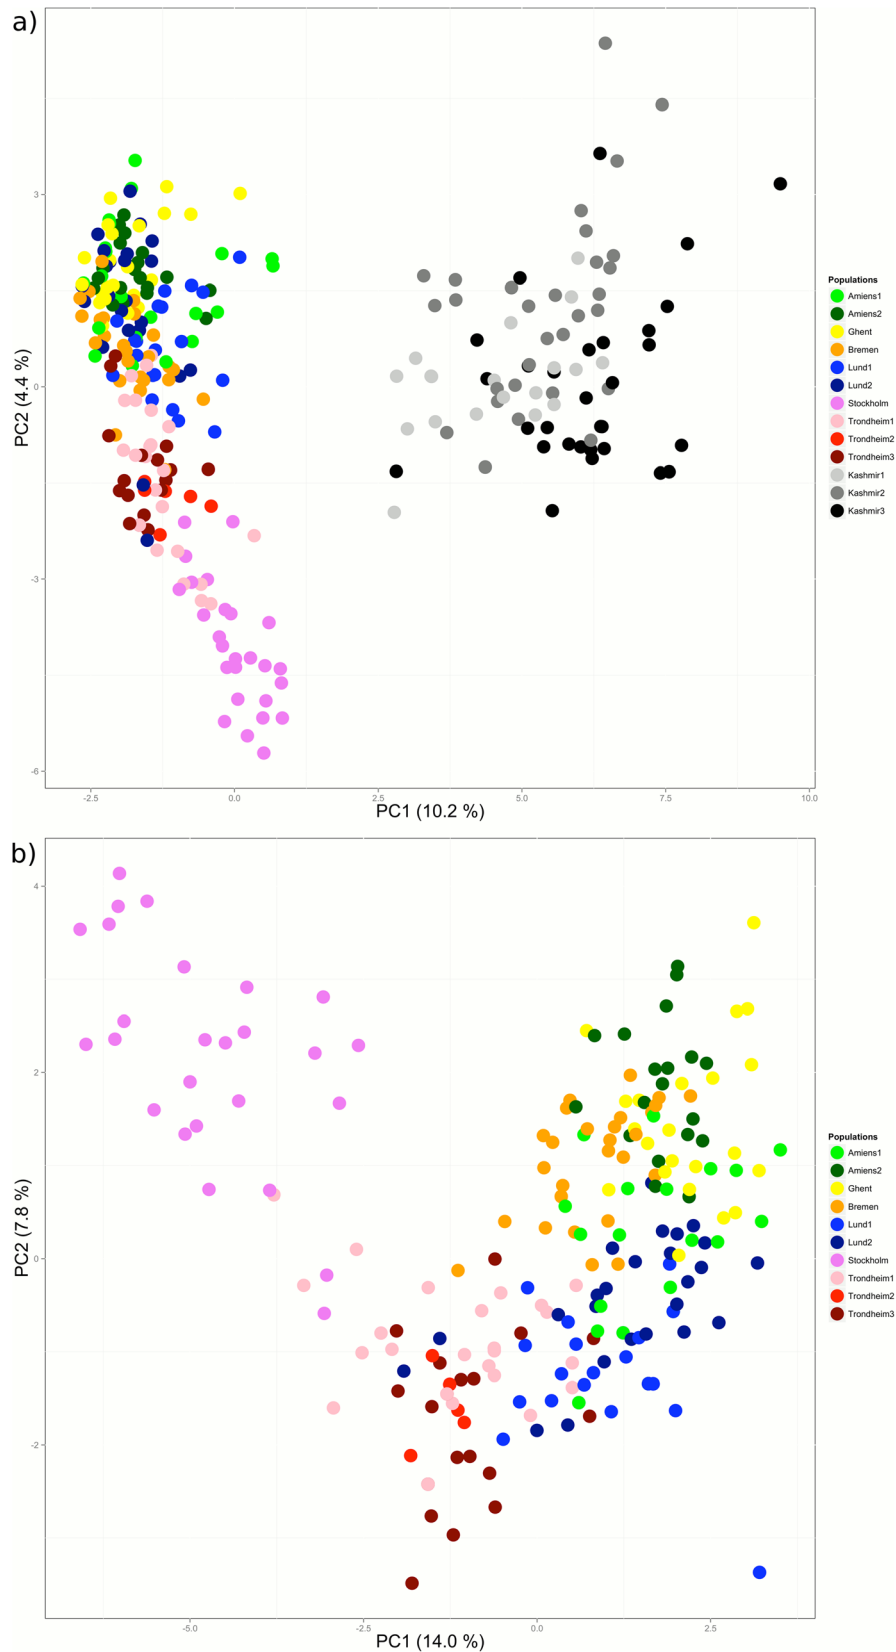 a)
3
0
-3
-6
PC2 (4.4 %)
-2.5 0.0 2.5 5.0 7.5 10.0
PC1 (10.2 %)
Populations
Amiens1
Amiens2
Ghent
Bremen
Lund1
Lund2
Stockholm
Trondheim1
Trondheim2
Trondheim3
Kashmir1
Kashmir2
Kashmir3
b)
4
2
0
-2
PC2 (7.8 %)
-5.0 -2.5 0.0 2.5
PC1 (14.0 %)
Populations
Amiens1
Amiens2
Ghent
Bremen
Lund1
Lund2
Stockholm
Trondheim1
Trondheim2
Trondheim3